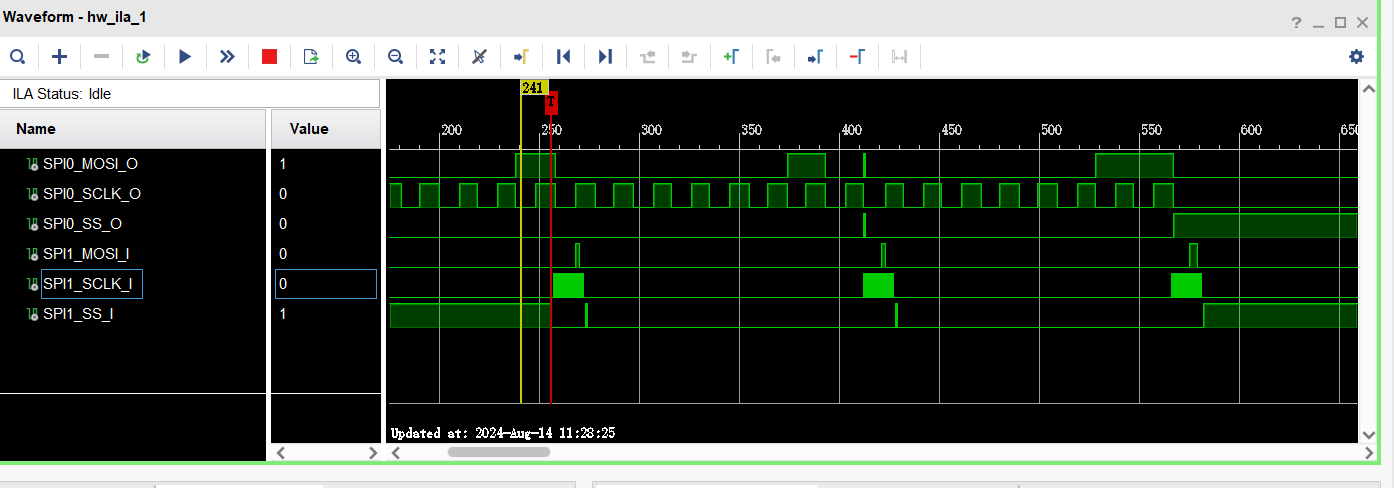 Waveform - hw_ila_1
ILA Status: Idle
Name Value
241
T
200 250 300 350 400 450 500 550 600 650
SPI0_MOSI_O 1
SPI0_SCLK_O 0
SPI0_SS_O 0
SPI1_MOSI_I 0
SPI1_SCLK_I 0
SPI1_SS_I 1
Updated at: 2024-Aug-14 11:28:25